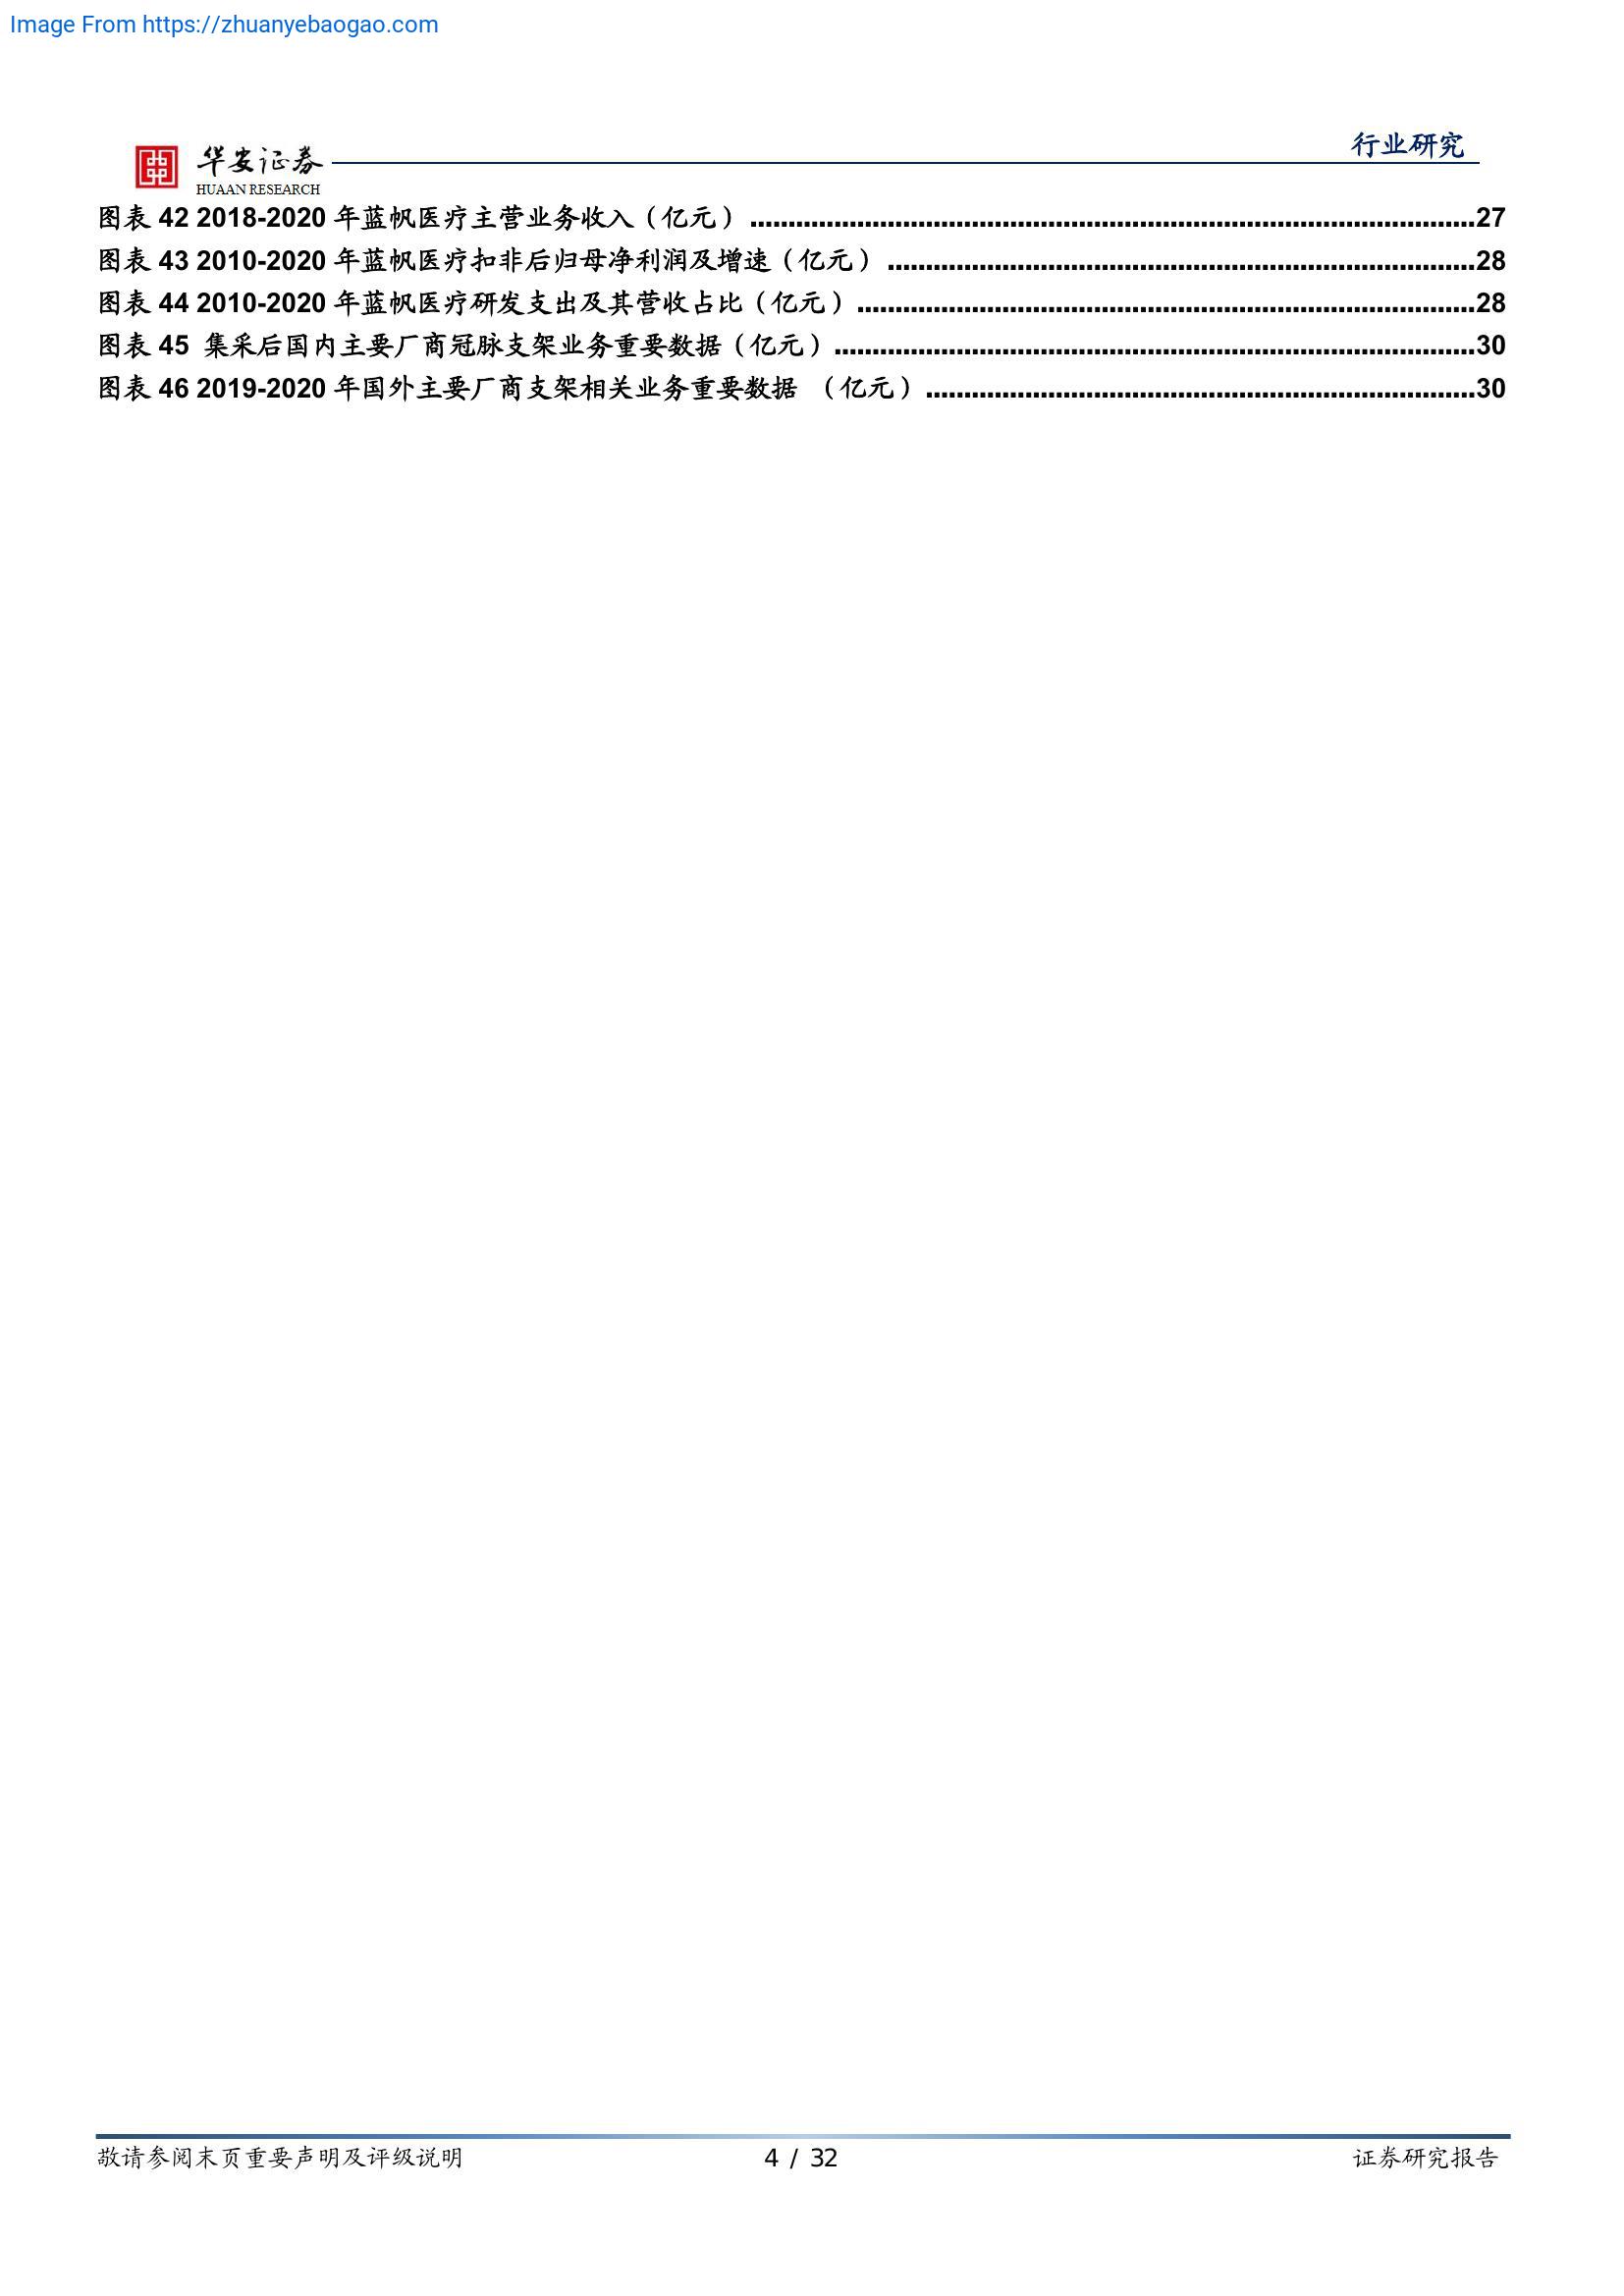 Image From https://zhuanyebaogao.com
行业研究
华安证券
HUAAN RESEARCH
图表 42 2018-2020 年蓝帆医疗主营业务收入（亿元） ................................................................................................27
图表 43 2010-2020 年蓝帆医疗扣非后归母净利润及增速（亿元） ..............................................................................28
图表 44 2010-2020 年蓝帆医疗研发支出及其营收占比（亿元） ..................................................................................28
图表 45 集采后国内主要厂商冠脉支架业务重要数据（亿元） .....................................................................................30
图表 46 2019-2020 年国外主要厂商支架相关业务重要数据 （亿元） .........................................................................30
敬请参阅末页重要声明及评级说明 4 / 32 证券研究报告